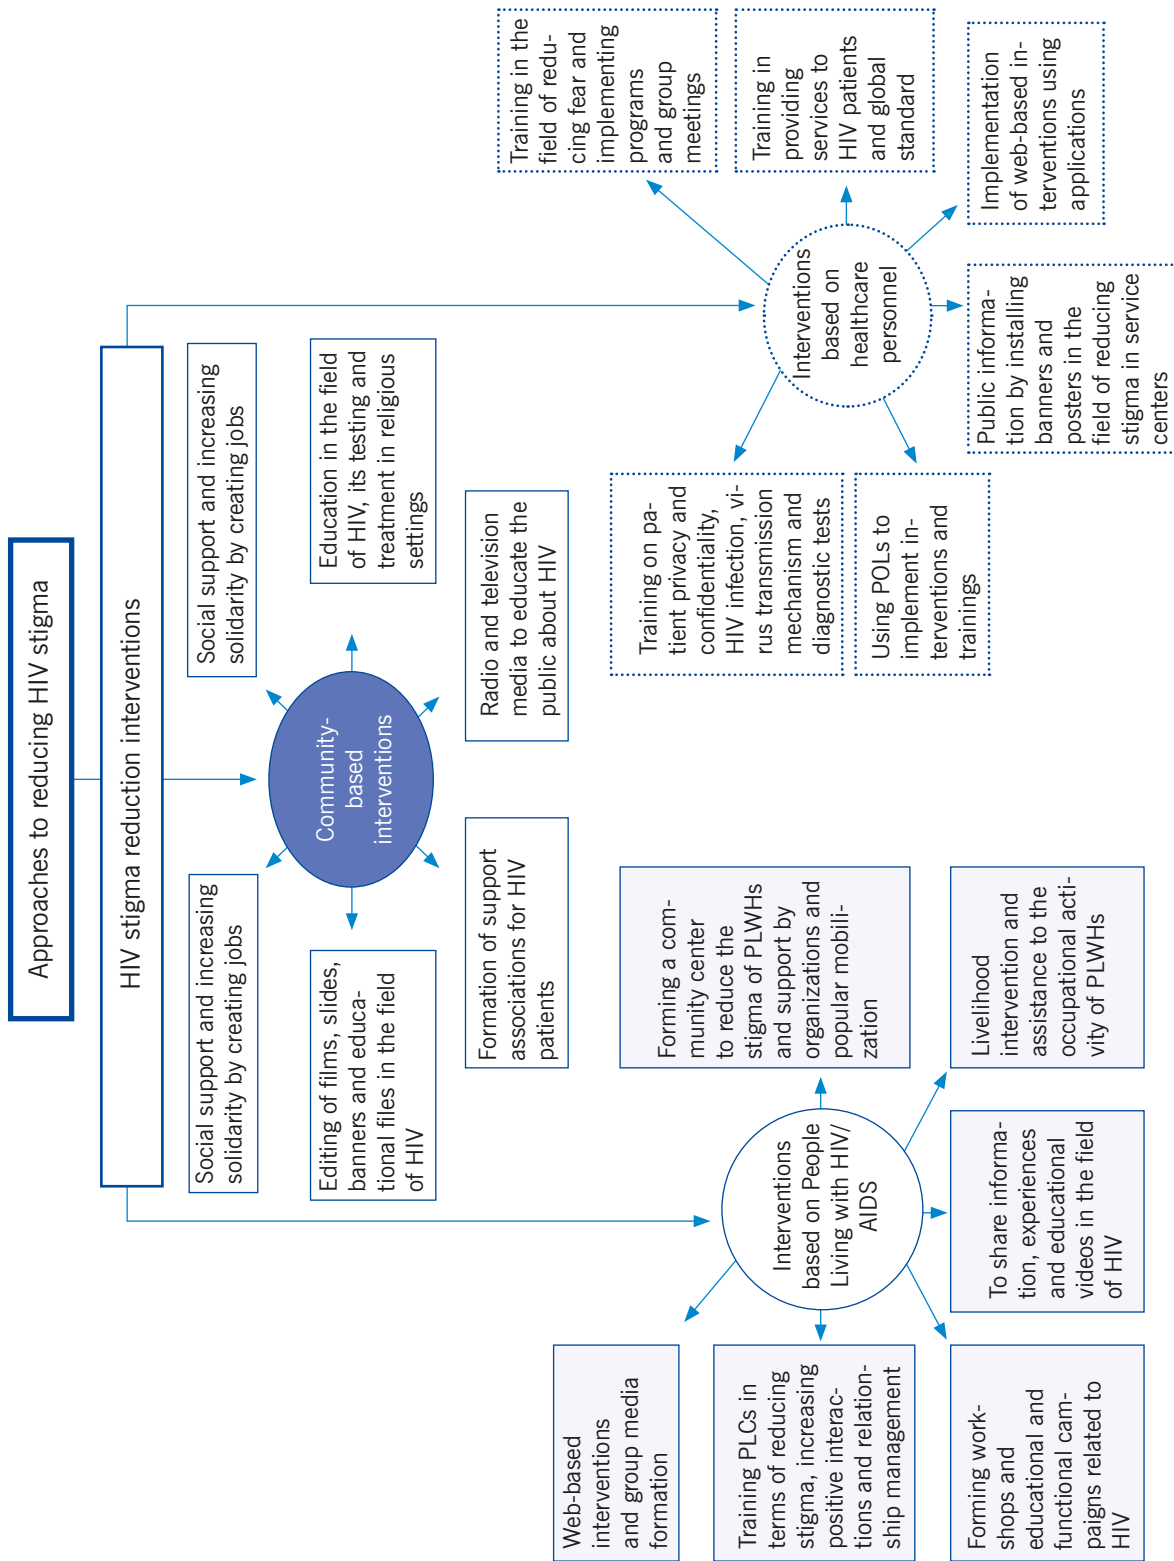 Approaches to reducing HIV stigma
HIV stigma reduction interventions
Social support and increasing
solidarity by creating jobs
Social support and increasing
solidarity by creating jobs
Editing of films, slides,
banners and educa-
tional files in the field
of HIV
Community-
based
interventions
Education in the field
of HIV, its testing and
treatment in religious
settings
Formation of support
associations for HIV
patients
Radio and television
media to educate the
public about HIV
Web-based
interventions
and group media
formation
Interventions
based on People
Living with HIV/
AIDS
Forming a com-
munity center
to reduce the
stigma of PLWHs
and support by
organizations and
popular mobili-
zation
Training PLCs in
terms of reducing
stigma, increasing
positive interac-
tions and relation-
ship management
Forming work-
shops and
educational and
functional cam-
paigns related to
HIV
To share informa-
tion, experiences
and educational
videos in the field
of HIV
Livelihood
intervention and
assistance to the
occupational acti-
vity of PLWHs
Training on pa-
tient privacy and
confidentiality,
HIV infection, vi-
rus transmission
mechanism and
diagnostic tests
Interventions
based on
healthcare
personnel
Training in the
field of redu-
cing fear and
implementing
programs
and group
meetings
Training in
providing
services to
HIV patients
and global
standard
Using POLs to
implement in-
terventions and
trainings
Public informa-
tion by installing
banners and
posters in the
field of reducing
stigma in service
centers
Implementation
of web-based in-
terventions using
applications